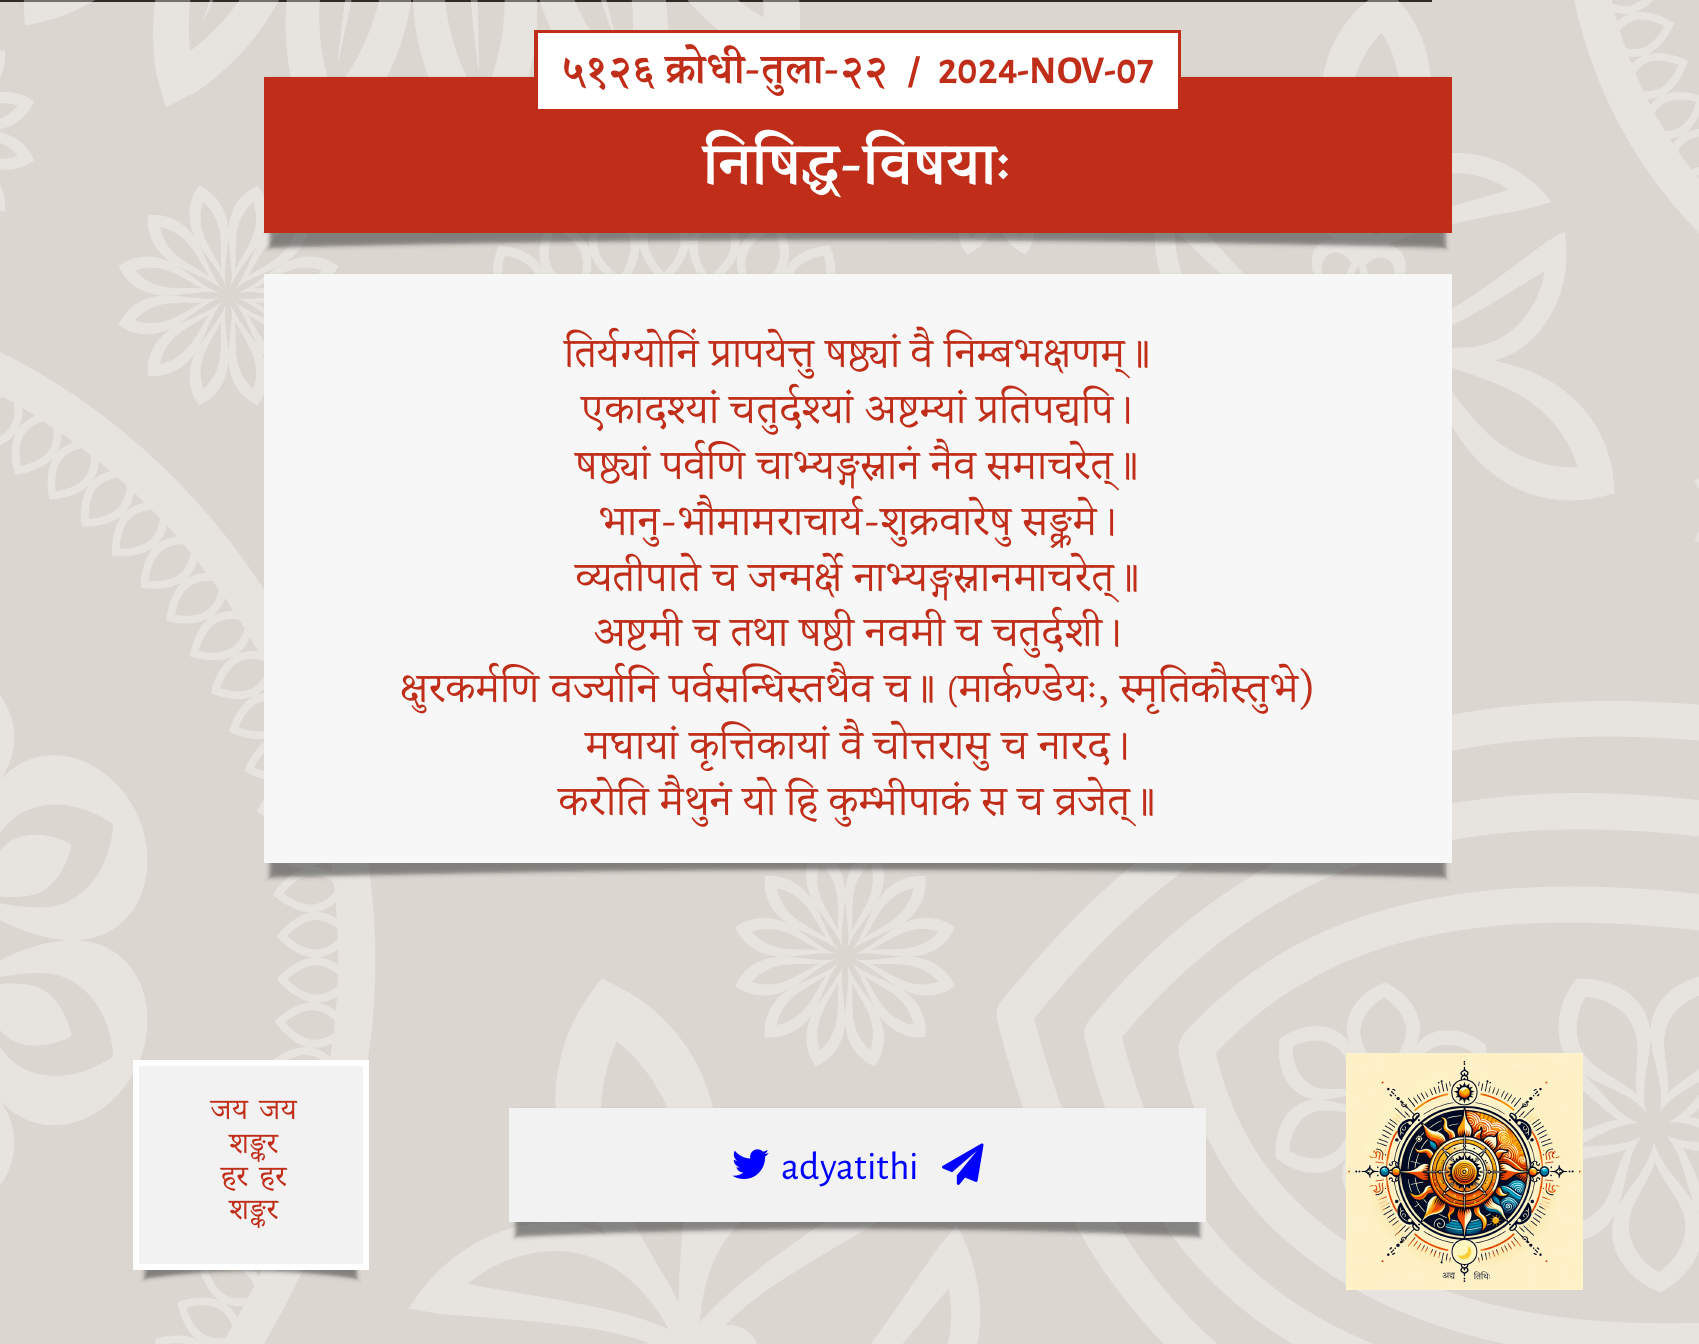 ५१२६ क्रोधी-तुला-२२ / 2024-NOV-07
निषिद्ध-विषयाः
तिर्यग्योनिं प्रापयेत्तु षष्ठ्यां वै निम्बभक्षणम्॥
एकादश्यां चतुर्दश्यां अष्टम्यां प्रतिपद्यपि।
षष्ठ्यां पर्वणि चाभ्यङ्गस्नानं नैव समाचरेत्॥
भानु-भौमामराचार्य-शुक्रवारेषु सङ्क्रमे।
व्यतीपाते च जन्मर्क्षे नाभ्यङ्गस्नानमाचरेत्॥
अष्टमी च तथा षष्ठी नवमी च चतुर्दशी।
क्षुरकर्मणि वर्ज्यानि पर्वसन्धिस्तथैव च॥ (मार्कण्डेयः, स्मृतिकौस्तुभे)
मघायां कृत्तिकायां वै चोत्तरासु च नारद।
करोति मैथुनं यो हि कुम्भीपाकं स च व्रजेत्॥
जय जय
शङ्कर
हर हर
शङ्कर
adyatithi
अद्य तिथिः